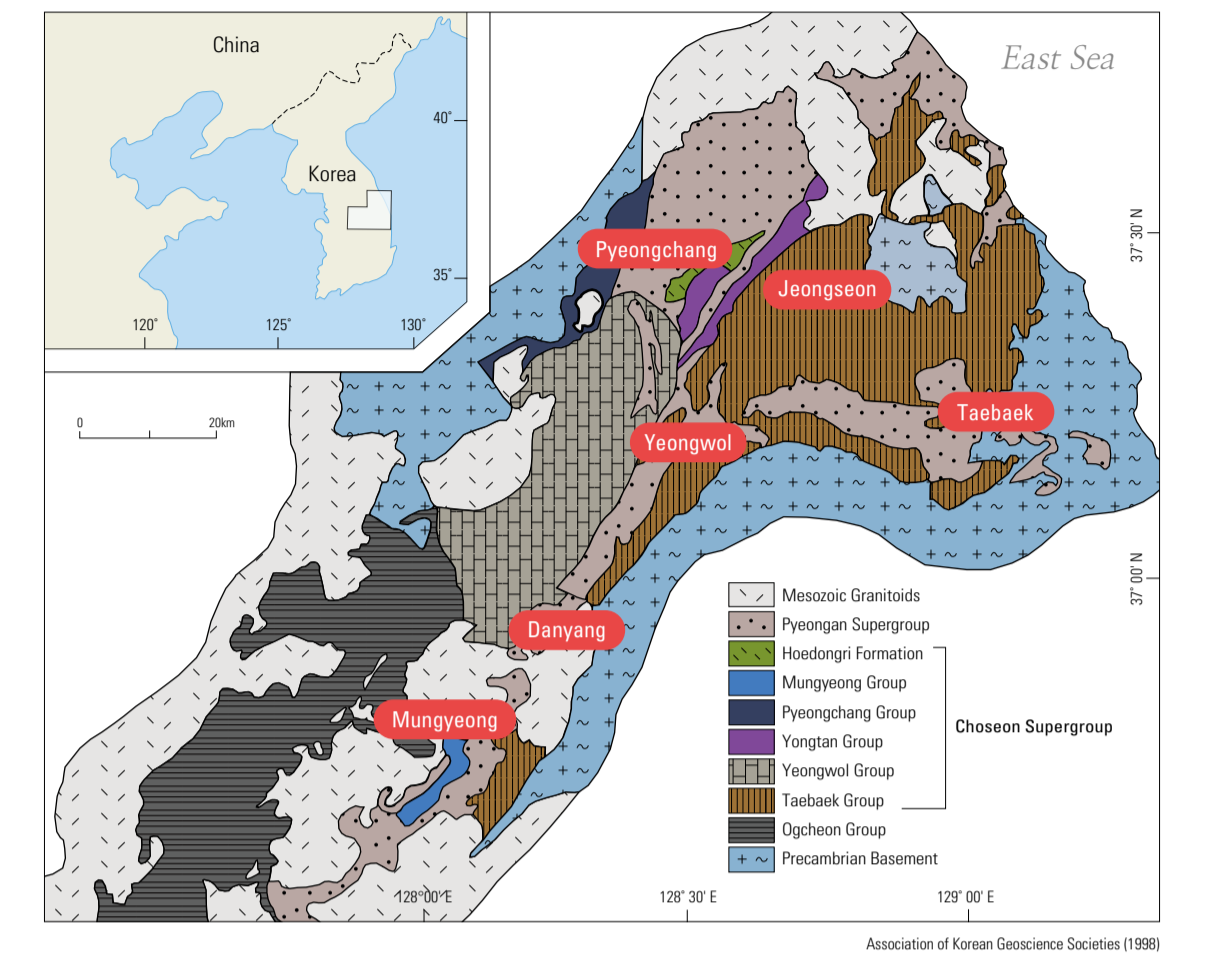 China
East Sea
40˚
Korea
35˚
120˚
125˚
130˚
37˚ 30' N
Pyeongchang
Jeongseon
0
20km
Taebaek
Yeongwol
37˚ 00' N
Danyang
Mungyeong
Mesozoic Granitoids
Pyeongan Supergroup
Hoedongri Formation
Mungyeong Group
Pyeongchang Group
Choseon Supergroup
Yongtan Group
Yeongwol Group
Taebaek Group
Ogcheon Group
Precambrian Basement
128˚00' E
128˚ 30' E
129˚ 00' E
Association of Korean Geoscience Societies (1998)